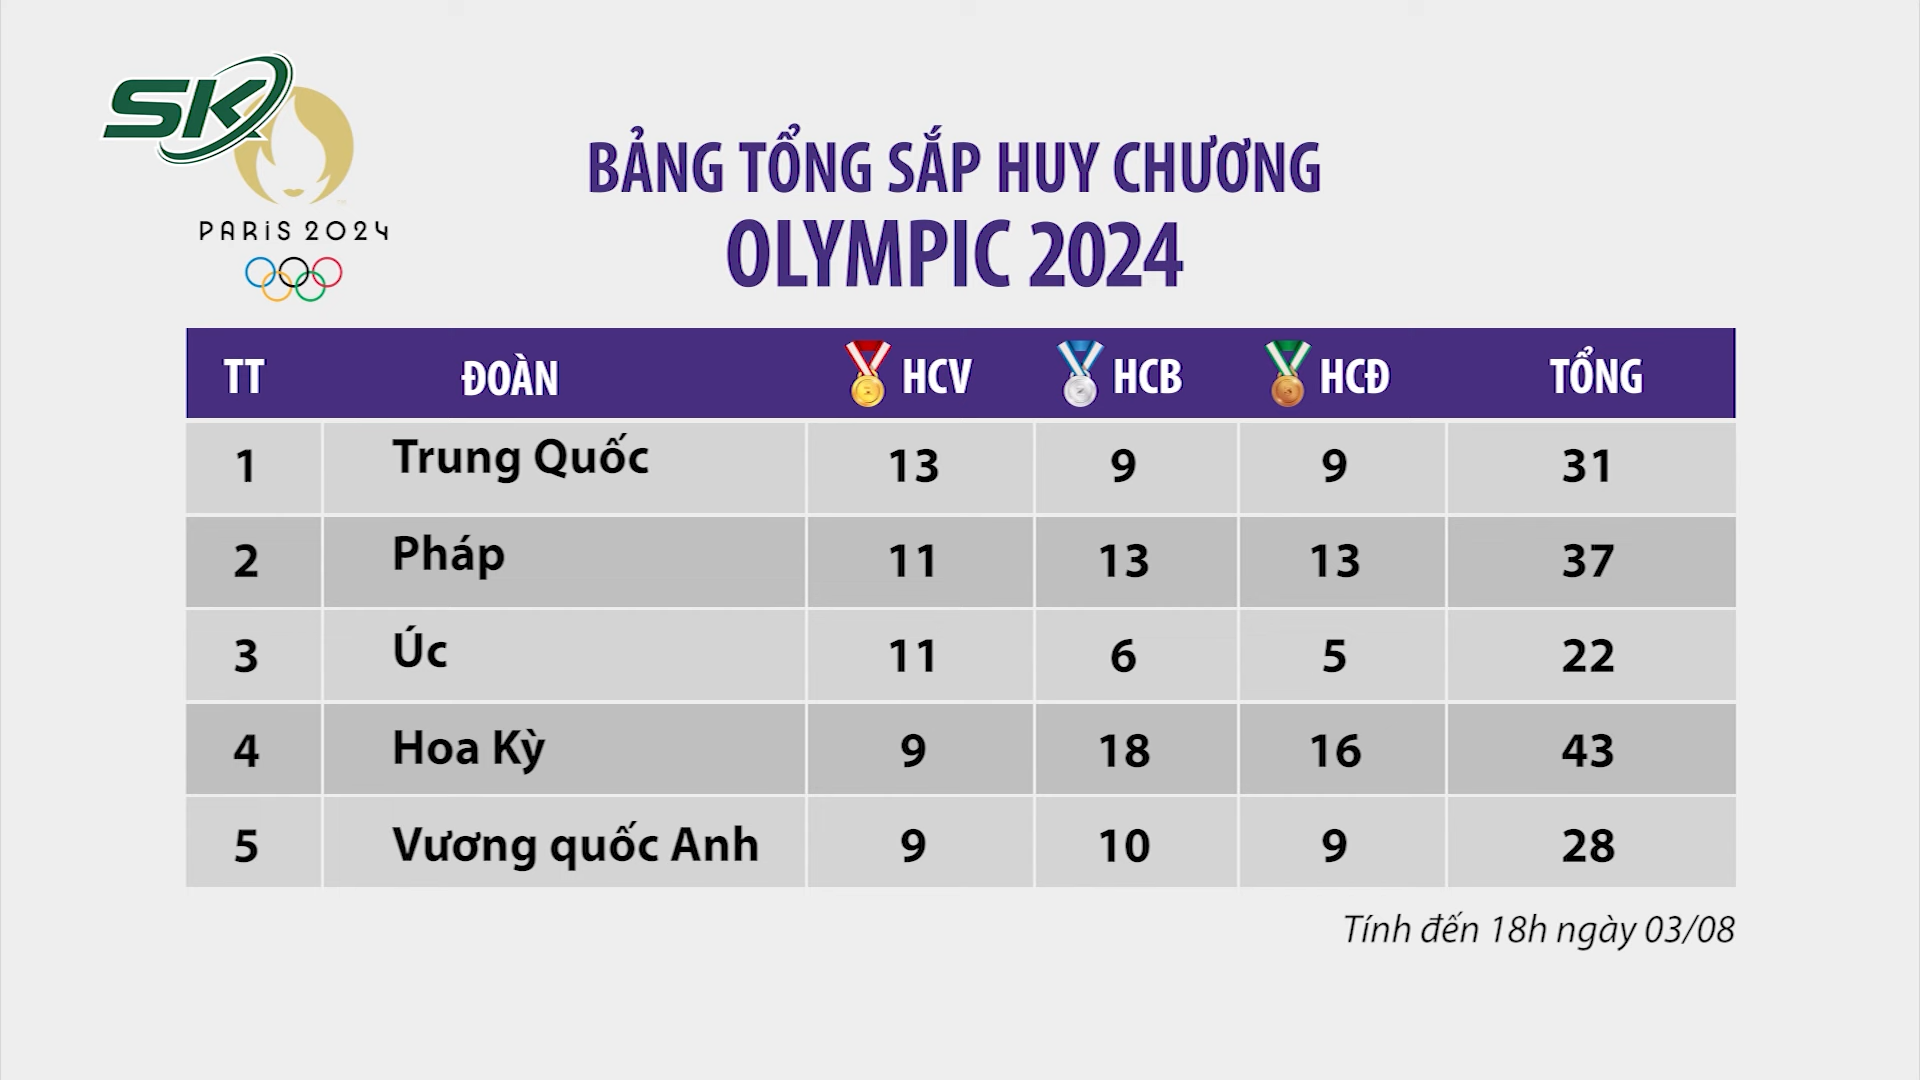 SK
PARIS 2024
BẢNG TỔNG SẮP HUY CHƯƠNG
OLYMPIC 2024
TT ĐOÀN HCV HCB HCĐ TỔNG
1 Trung Quốc 13 9 9 31
2 Pháp 11 13 13 37
3 Úc 11 6 5 22
4 Hoa Kỳ 9 18 16 43
5 Vương quốc Anh 9 10 9 28
Tính đến 18h ngày 03/08